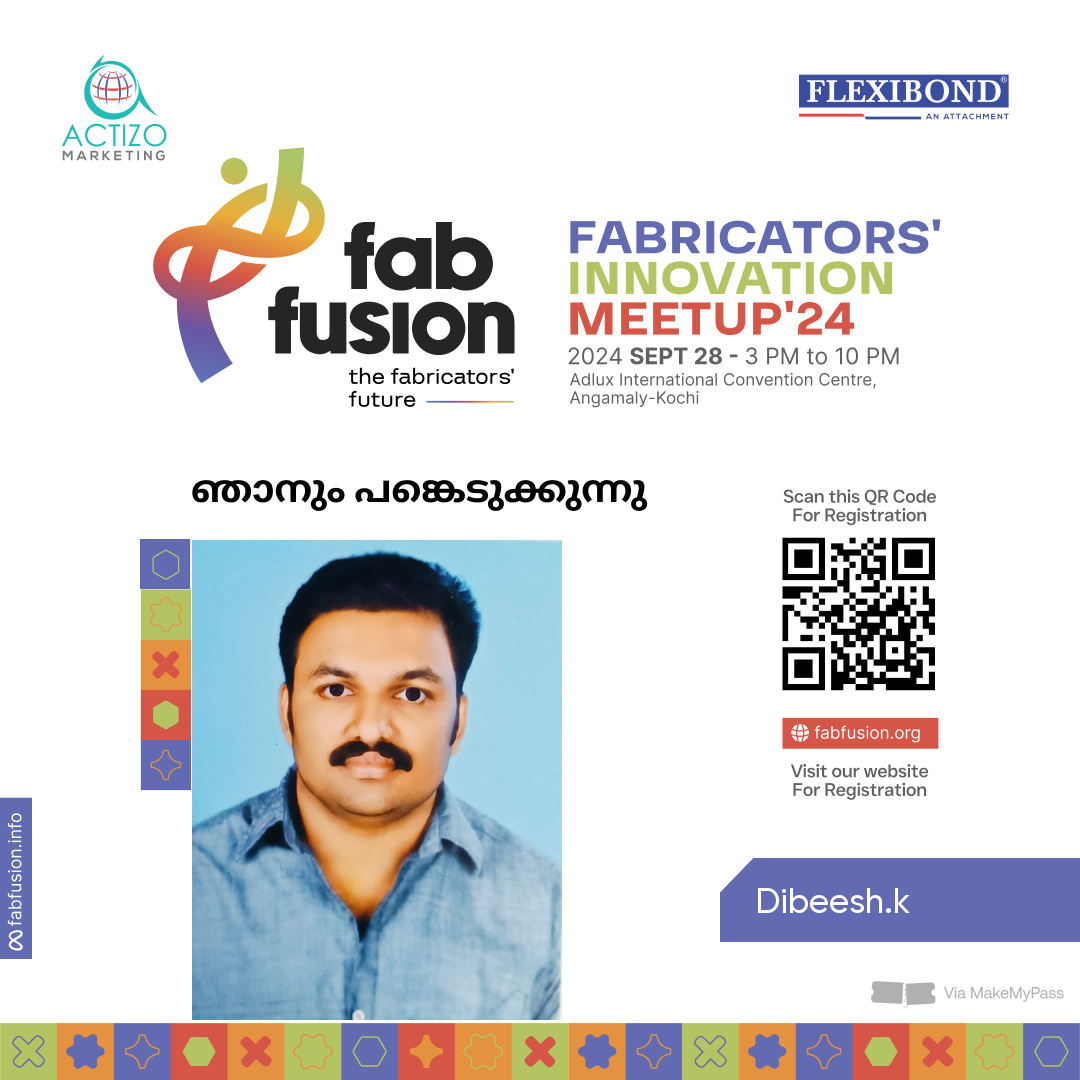 ACTIZO
MARKETING
FLEXIBOND®
AN ATTACHMENT
fab
fusion
the fabricators'
future
FABRICATORS'
INNOVATION
MEETUP'24
2024 SEPT 28 - 3 PM to 10 PM
Adlux International Convention Centre,
Angamaly-Kochi
ഞാനും പങ്കെടുക്കുന്നു
Scan this QR Code
For Registration
fabfusion.org
Visit our website
For Registration
fabfusion.info
Dibeesh.k
Via MakeMyPass